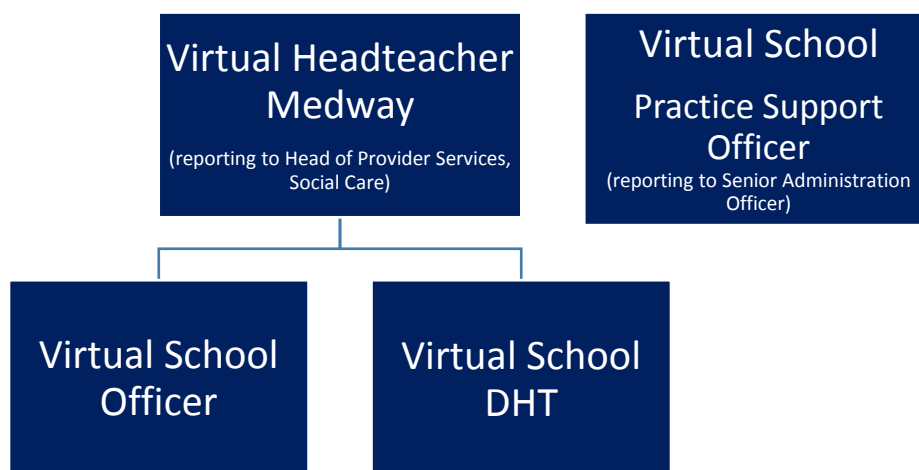 Virtual Headteacher
Medway
(reporting to Head of Provider Services,
Social Care)
Virtual School
Practice Support
Officer
(reporting to Senior Administration
Officer)
Virtual School
Officer
Virtual School
DHT